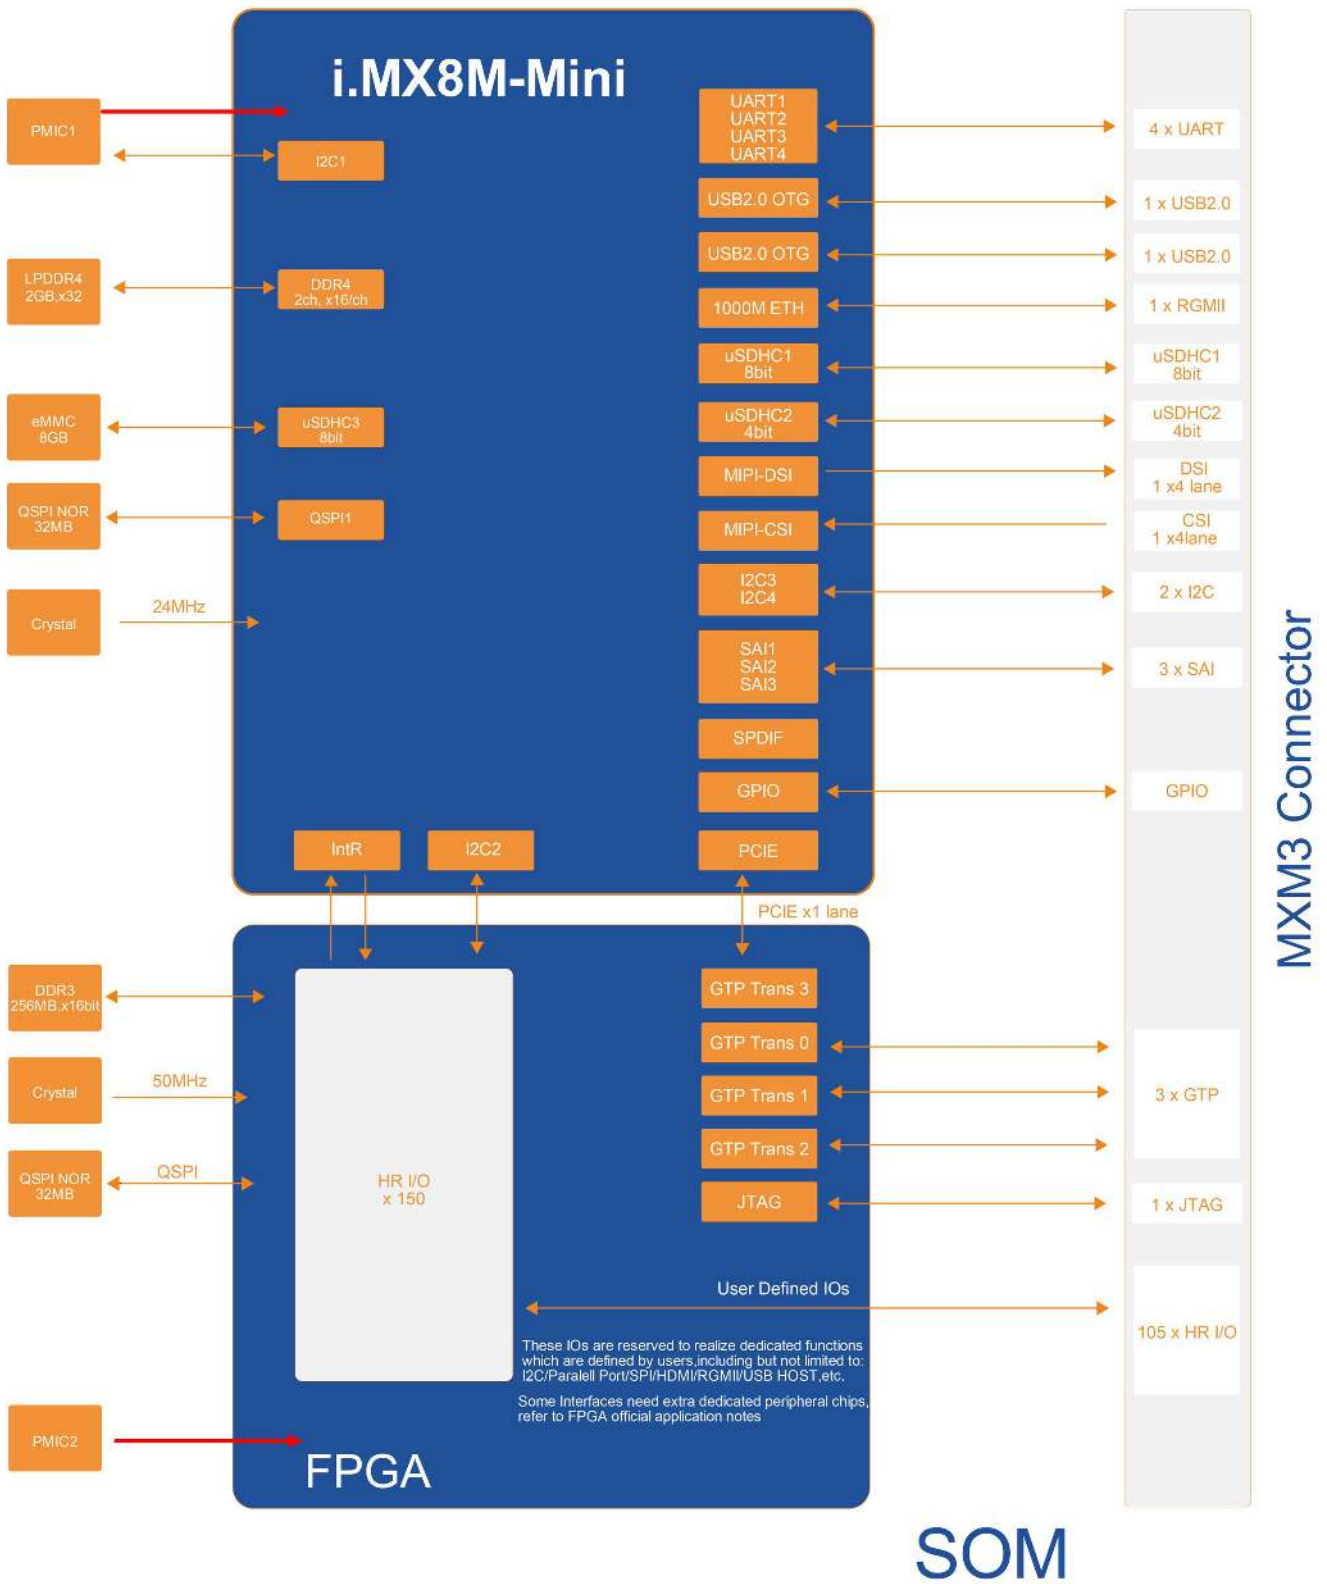 i.MX8M-Mini
PMIC1
I2C1
LPDDR4
2GB,x32
DDR4
2ch, x16/ch
eMMC
8GB
uSDHC3
8bit
QSPI NOR
32MB
QSPI1
Crystal
24MHz
UART1
UART2
UART3
UART4
4 x UART
USB2.0 OTG
1 x USB2.0
USB2.0 OTG
1 x USB2.0
1000M ETH
1 x RGMII
uSDHC1
8bit
uSDHC1
8bit
uSDHC2
4bit
uSDHC2
4bit
MIPI-DSI
DSI
1 x4 lane
MIPI-CSI
CSI
1 x4lane
I2C3
I2C4
2 x I2C
SAI1
SAI2
SAI3
3 x SAI
SPDIF
GPIO
GPIO
IntR
I2C2
PCIE
PCIE x1 lane
MXM3 Connector
DDR3
256MB,x16bit
Crystal
50MHz
QSPI NOR
32MB
QSPI
HR I/O
x 150
GTP Trans 3
GTP Trans 0
GTP Trans 1
GTP Trans 2
3 x GTP
JTAG
1 x JTAG
User Defined IOs
105 x HR I/O
These IOs are reserved to realize dedicated functions
which are defined by users,including but not limited to:
I2C/Paralell Port/SPI/HDMI/RGMII/USB HOST,etc.
Some Interfaces need extra dedicated peripheral chips,
refer to FPGA official application notes
PMIC2
FPGA
SOM